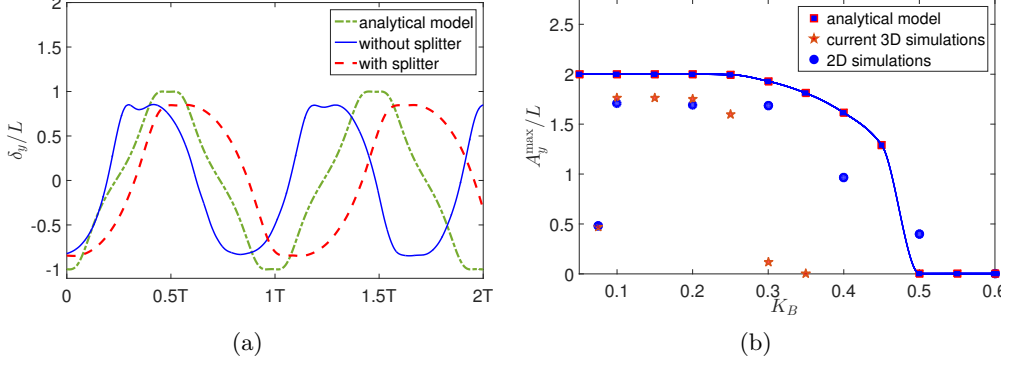 2
1.5
1
0.5
0
-0.5
-1
δy/L
analytical model
without splitter
with splitter
0 0.5T 1T 1.5T 2T
(a)
2.5
2
1.5
1
0.5
0
A_y^max/L
analytical model
current 3D simulations
2D simulations
0.1 0.2 0.3 0.4 0.5 0.6
K_B
(b)